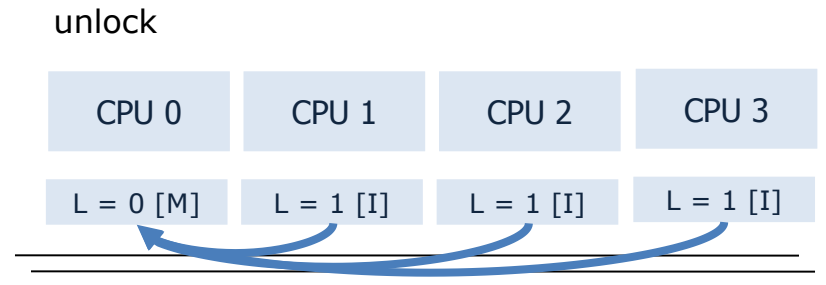 unlock
CPU 0 CPU 1 CPU 2 CPU 3
L = 0 [M] L = 1 [I] L = 1 [I] L = 1 [I]